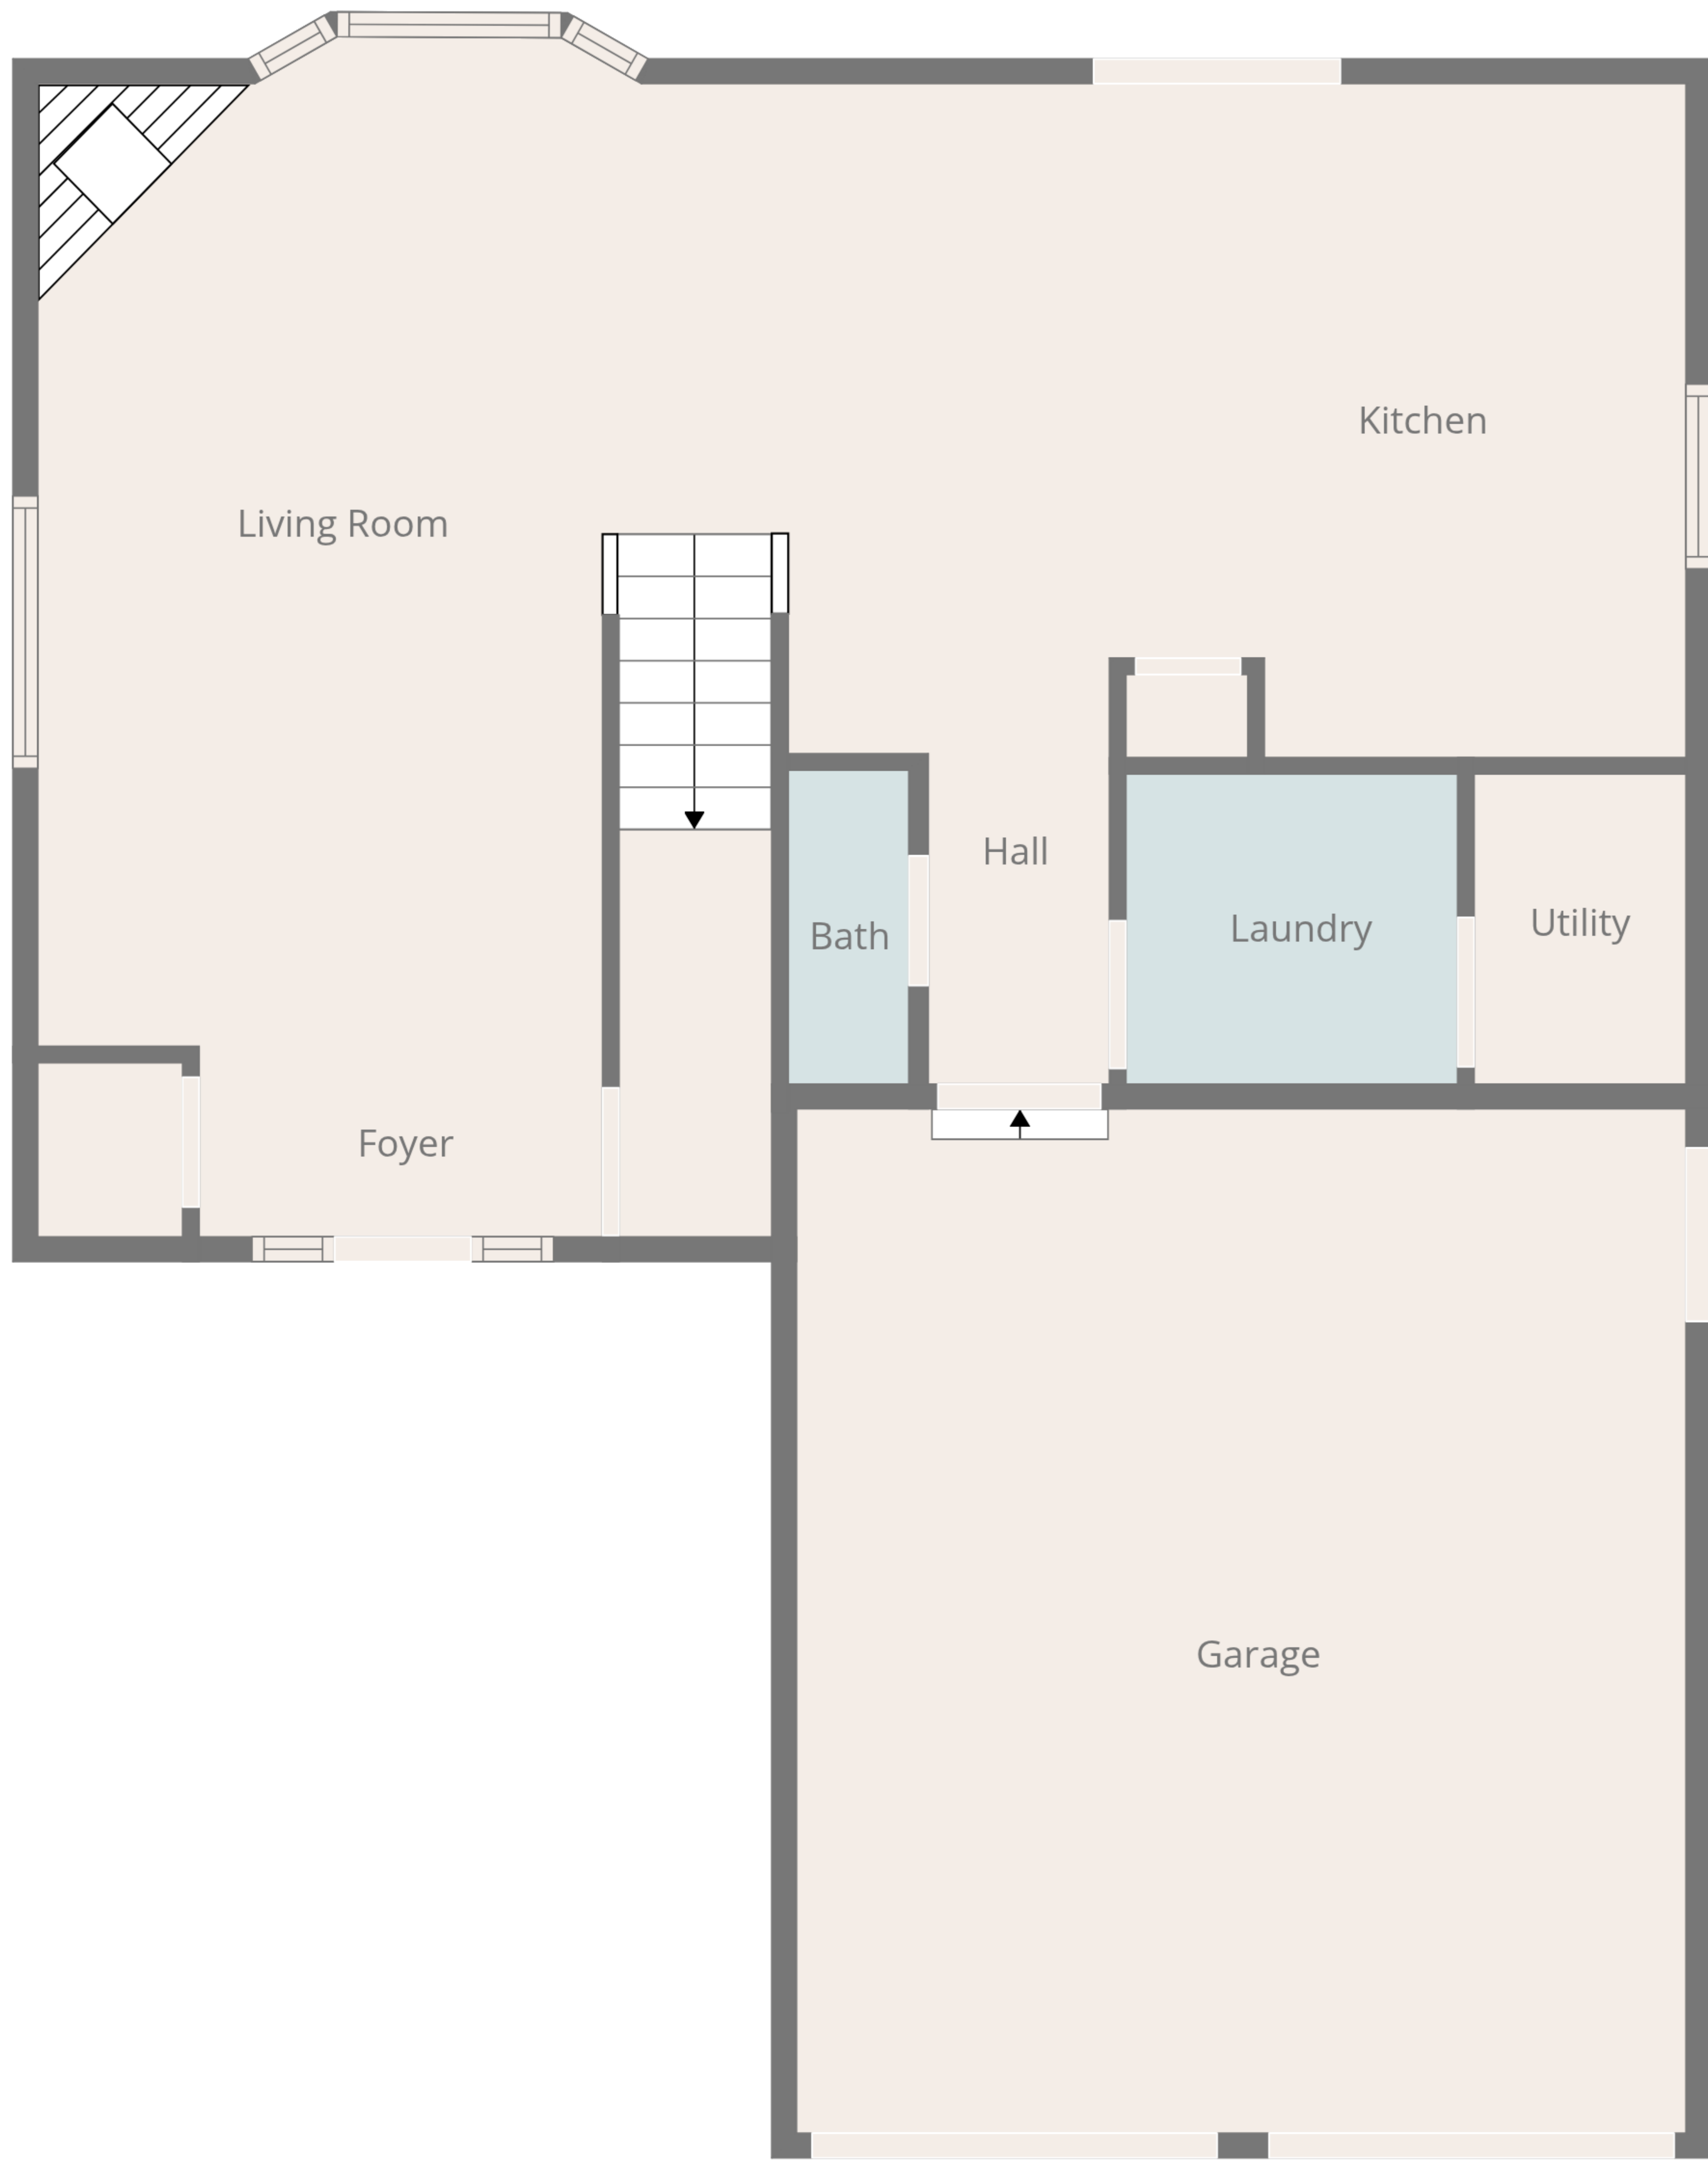 Kitchen
Living Room
Hall
Bath
Laundry
Utility
Foyer
Garage